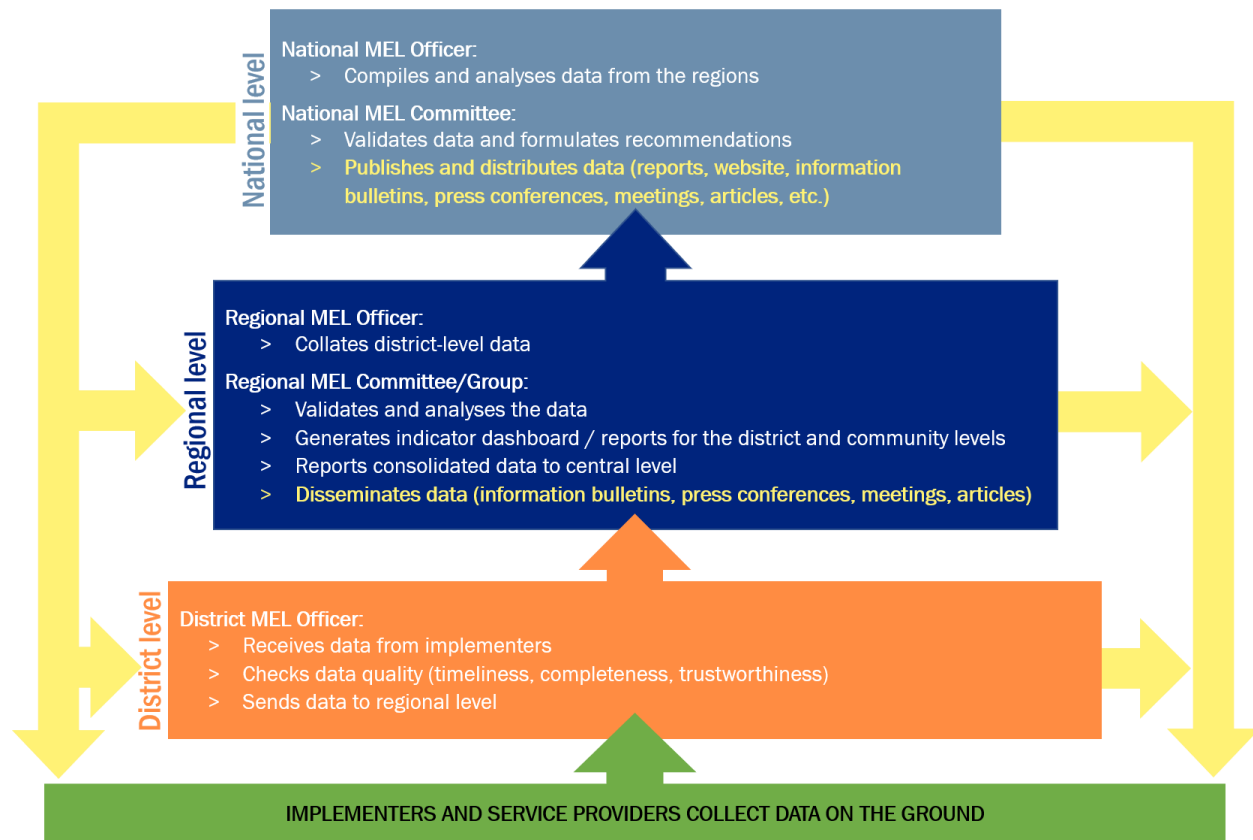 National level
National MEL Officer:
> Compiles and analyses data from the regions
National MEL Committee:
> Validates data and formulates recommendations
> Publishes and distributes data (reports, website, information
bulletins, press conferences, meetings, articles, etc.)
Regional level
Regional MEL Officer:
> Collates district-level data
Regional MEL Committee/Group:
> Validates and analyses the data
> Generates indicator dashboard / reports for the district and community levels
> Reports consolidated data to central level
> Disseminates data (information bulletins, press conferences, meetings, articles)
District level
District MEL Officer:
> Receives data from implementers
> Checks data quality (timeliness, completeness, trustworthiness)
> Sends data to regional level
IMPLEMENTERS AND SERVICE PROVIDERS COLLECT DATA ON THE GROUND